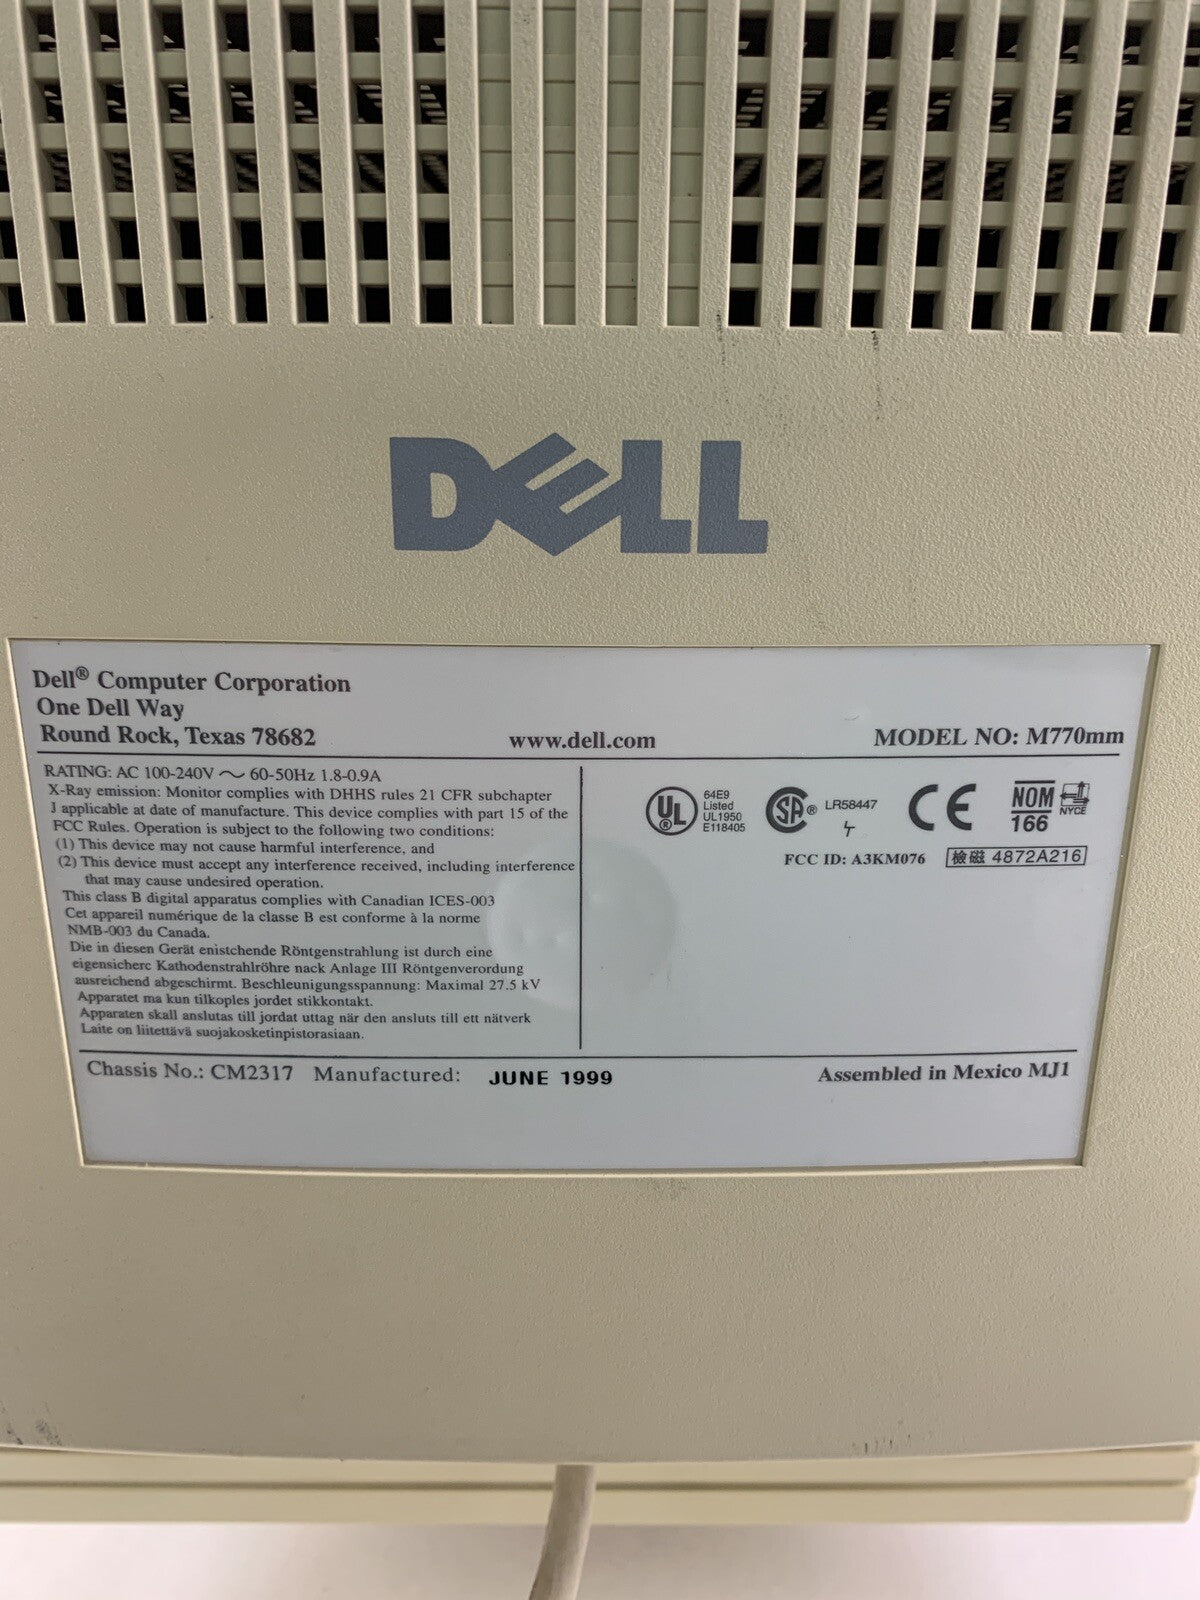 DELL
Dell® Computer Corporation
One Dell Way
Round Rock, Texas 78682
www.dell.com
MODEL NO: M770mm
RATING: AC 100-240V ～ 60-50Hz 1.8-0.9A
X-Ray emission: Monitor complies with DHHS rules 21 CFR subchapter
J applicable at date of manufacture. This device complies with part 15 of the
FCC Rules. Operation is subject to the following two conditions:
(1) This device may not cause harmful interference, and
(2) This device must accept any interference received, including interference
that may cause undesired operation.
This class B digital apparatus complies with Canadian ICES-003
Cet appareil numérique de la classe B est conforme à la norme
NMB-003 du Canada.
Die in diesen Gerät enistchende Röntgenstrahlung ist durch eine
eigensicherc Kathodenstrahlröhre nack Anlage III Röntgenverordung
ausreichend abgeschirmt. Beschleunigungsspannung: Maximal 27.5 kV
Apparatet ma kun tilkoples jordet stikkontakt.
Apparaten skall anslutas till jordat uttag när den ansluts till ett nätverk
Laite on liitettävä suojakosketinpistorasiaan.
UL ®
64E9
Listed
UL1950
E118405
SA ®
LR58447
CE
NOM
166
NYCE
FCC ID: A3KM076
檢磁 4872A216
Chassis No.: CM2317 Manufactured: JUNE 1999
Assembled in Mexico MJ1